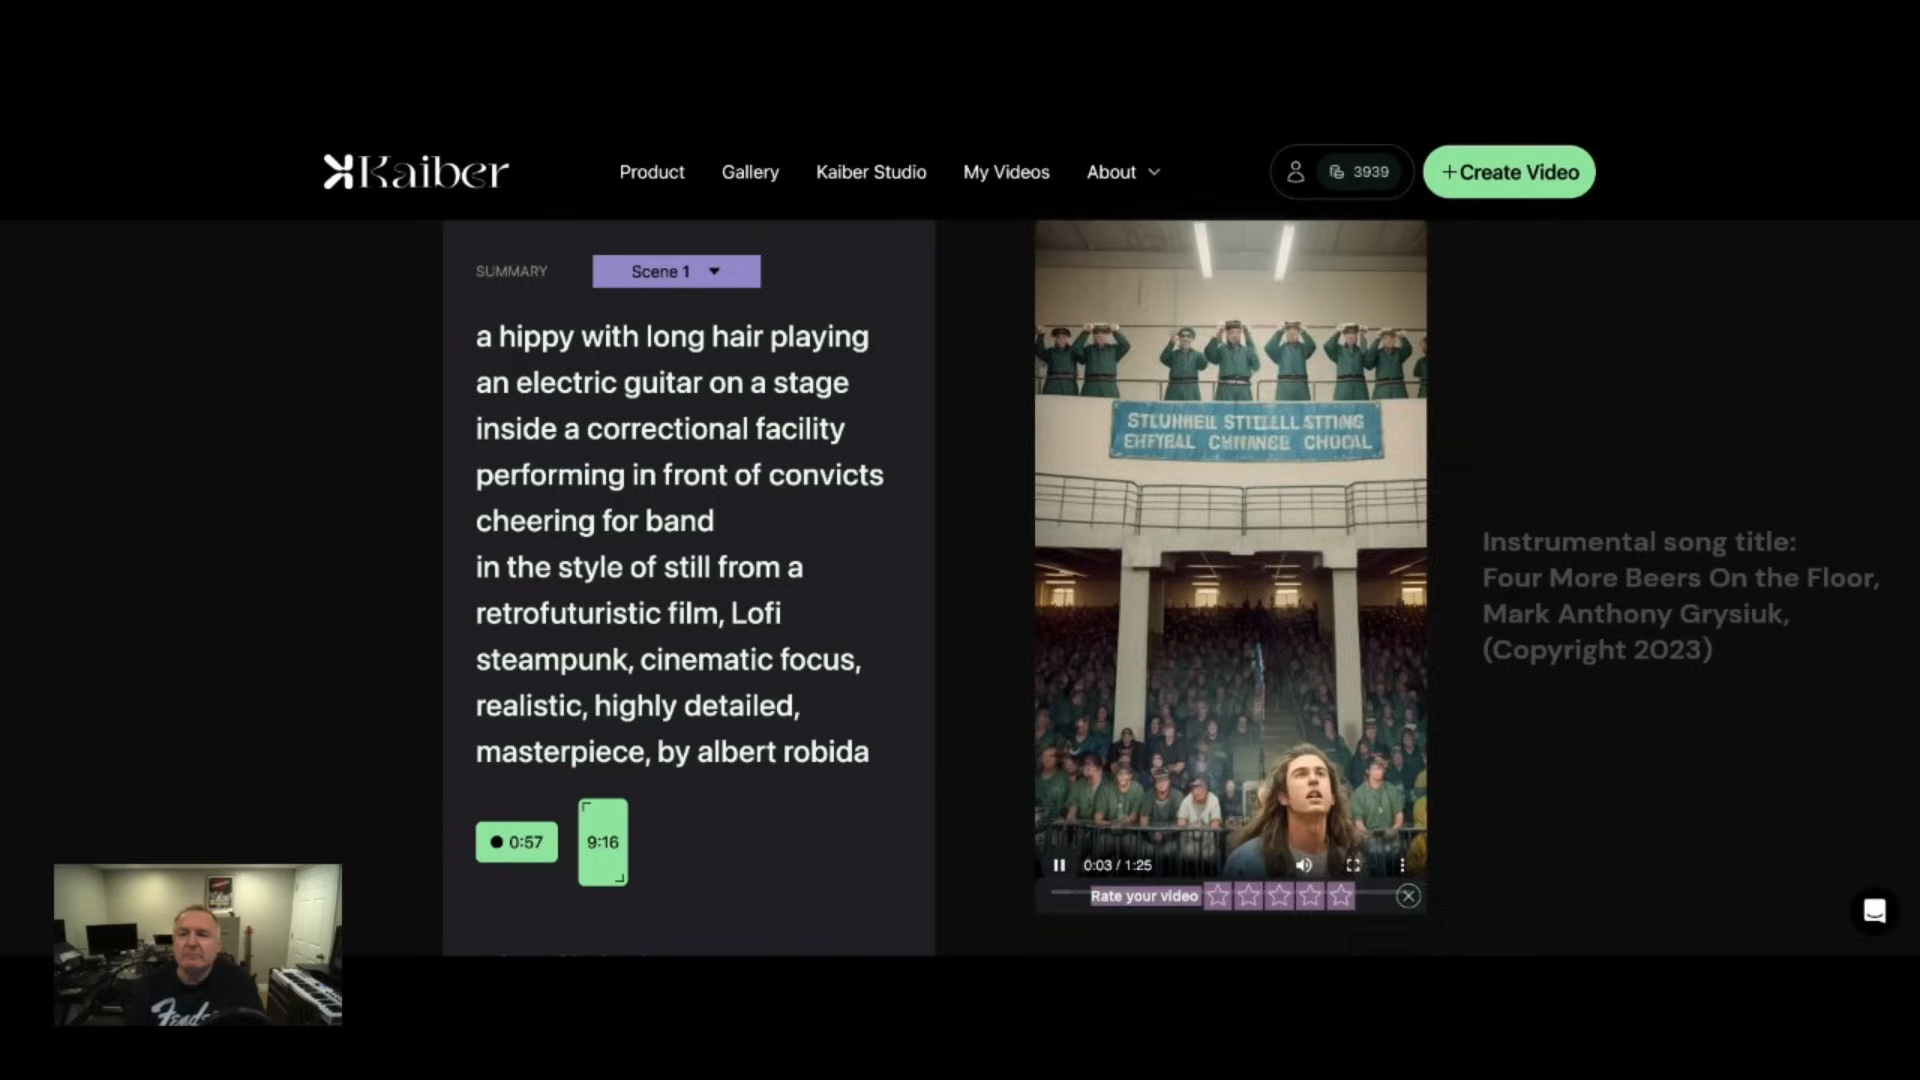 Kaiber
Product
Gallery
Kaiber Studio
My Videos
About
3939
+Create Video
SUMMARY
Scene 1
a hippy with long hair playing
an electric guitar on a stage
inside a correctional facility
performing in front of convicts
cheering for band
in the style of still from a
retrofuturistic film, Lofi
steampunk, cinematic focus,
realistic, highly detailed,
masterpiece, by albert robida
0:57
9:16
0:03 / 1:25
Rate your video
Instrumental song title:
Four More Beers On the Floor,
Mark Anthony Grysiuk,
(Copyright 2023)
Fender